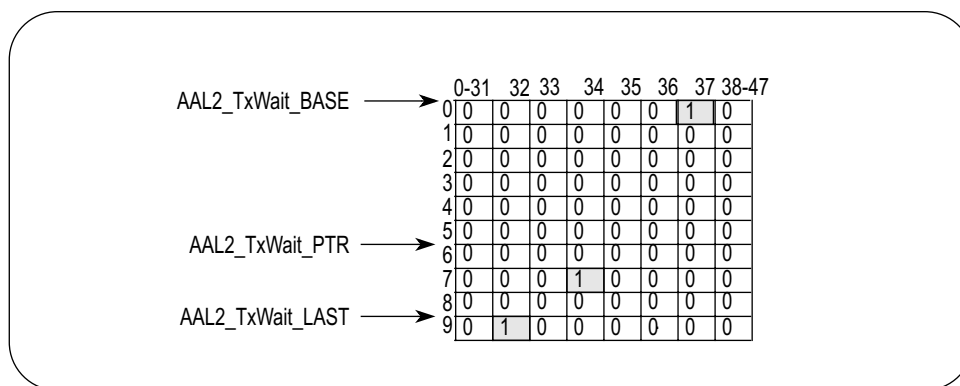 0-31 32 33 34 35 36 37 38-47
AAL2_TxWait_BASE 0 0 0 0 0 0 0 1 0
1 0 0 0 0 0 0 0 0
2 0 0 0 0 0 0 0 0
3 0 0 0 0 0 0 0 0
4 0 0 0 0 0 0 0 0
5 0 0 0 0 0 0 0 0
AAL2_TxWait_PTR
6 0 0 0 0 0 0 0 0
7 0 0 0 1 0 0 0 0
8 0 0 0 0 0 0 0 0
AAL2_TxWait_LAST
9 0 1 0 0 0 0 0 0